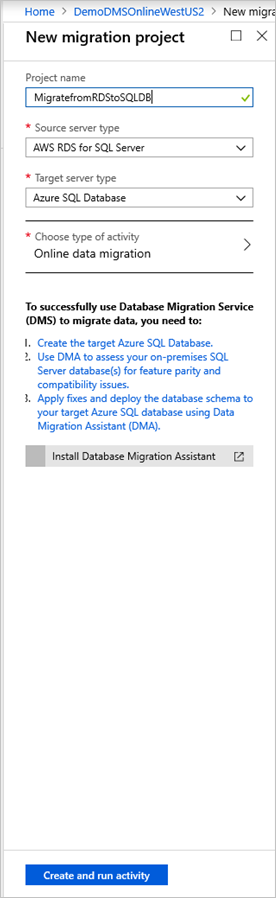 Home > DemoDMSOnlineWestUS2 > New migra
New migration project
Project name
MigratefromRDStoSQLDB
* Source server type
AWS RDS for SQL Server
* Target server type
Azure SQL Database
* Choose type of activity
Online data migration
To successfully use Database Migration Service
(DMS) to migrate data, you need to:
1. Create the target Azure SQL Database.
2. Use DMA to assess your on-premises SQL
Server database(s) for feature parity and
compatibility issues.
3. Apply fixes and deploy the database schema to
your target Azure SQL database using Data
Migration Assistant (DMA).
Install Database Migration Assistant
Create and run activity